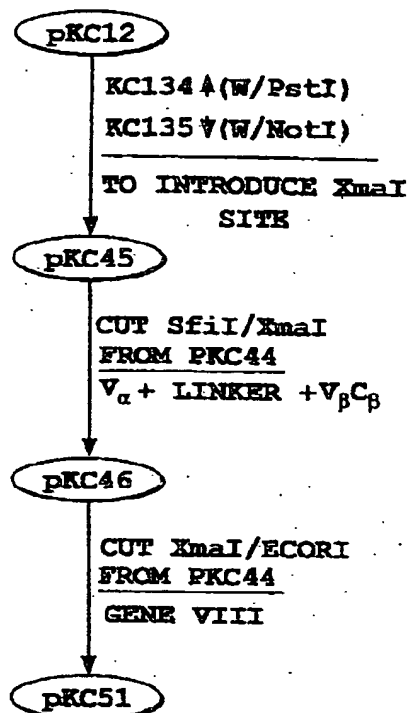 pKC12
KC134↑(W/PstI)
KC135↓(W/NotI)
TO INTRODUCE XmaI
SITE
pKC45
CUT SfiI/XmaI
FROM PKC44
Vα + LINKER +VβCβ
pKC46
CUT XmaI/ECORI
FROM PKC44
GENE VIII
pKC51